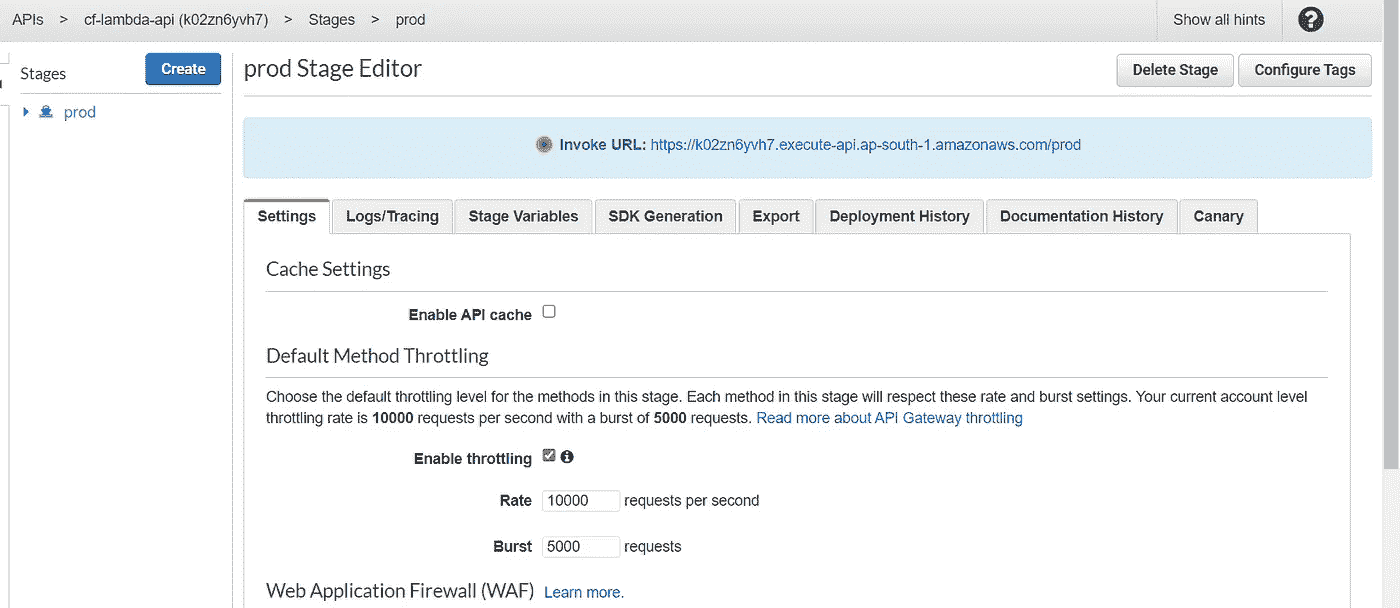 APIs > cf-lambda-api (k02zn6yvh7) > Stages > prod Show all hints ?
Stages Create
prod
prod Stage Editor Delete Stage Configure Tags
Invoke URL: https://k02zn6yvh7.execute-api.ap-south-1.amazonaws.com/prod
Settings Logs/Tracing Stage Variables SDK Generation Export Deployment History Documentation History Canary
Cache Settings
Enable API cache
Default Method Throttling
Choose the default throttling level for the methods in this stage. Each method in this stage will respect these rate and burst settings. Your current account level
throttling rate is 10000 requests per second with a burst of 5000 requests. Read more about API Gateway throttling
Enable throttling
Rate 10000 requests per second
Burst 5000 requests
Web Application Firewall (WAF) Learn more.